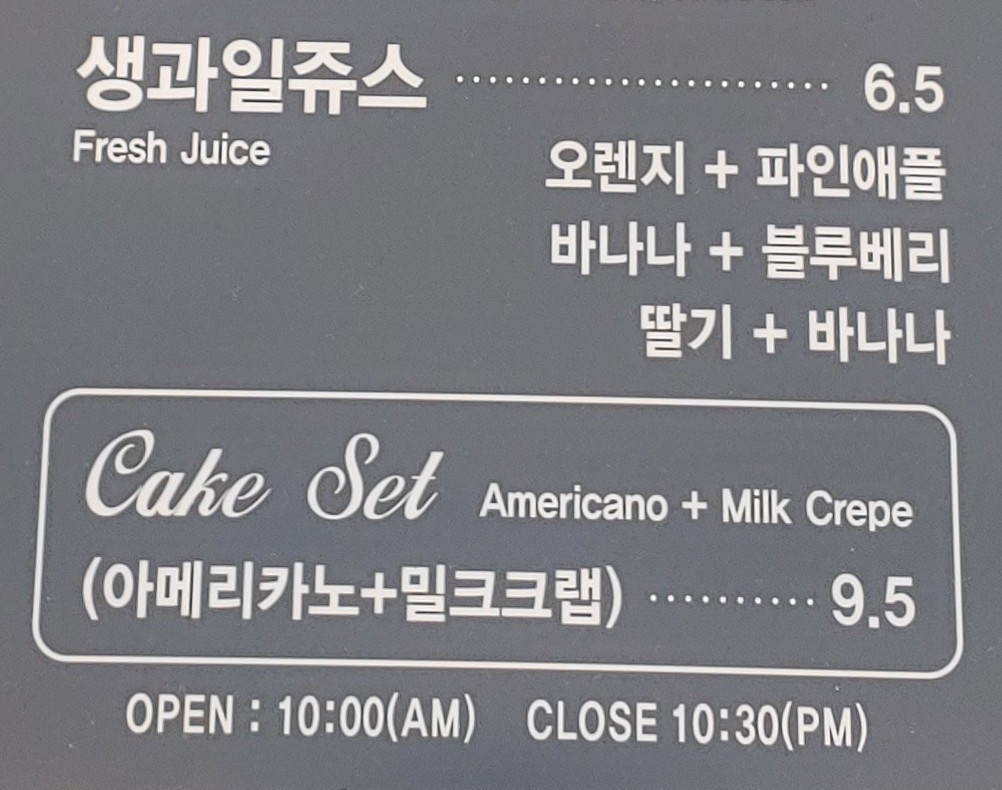 생과일쥬스 ........................ 6.5
Fresh Juice
오렌지 + 파인애플
바나나 + 블루베리
딸기 + 바나나
Cake Set Americano + Milk Crepe
(아메리카노+밀크크랩) .......... 9.5
OPEN : 10:00(AM) CLOSE 10:30(PM)